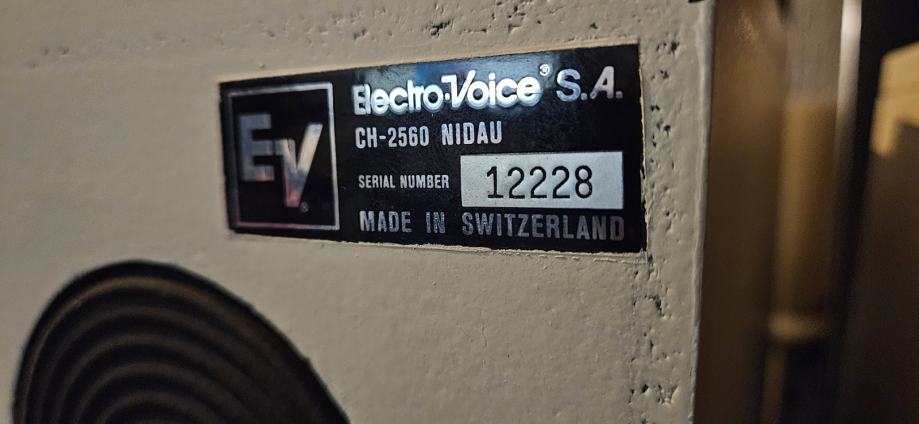 Electro-Voice® S.A.
EV®
CH-2560 NIDAU
SERIAL NUMBER 12228
MADE IN SWITZERLAND